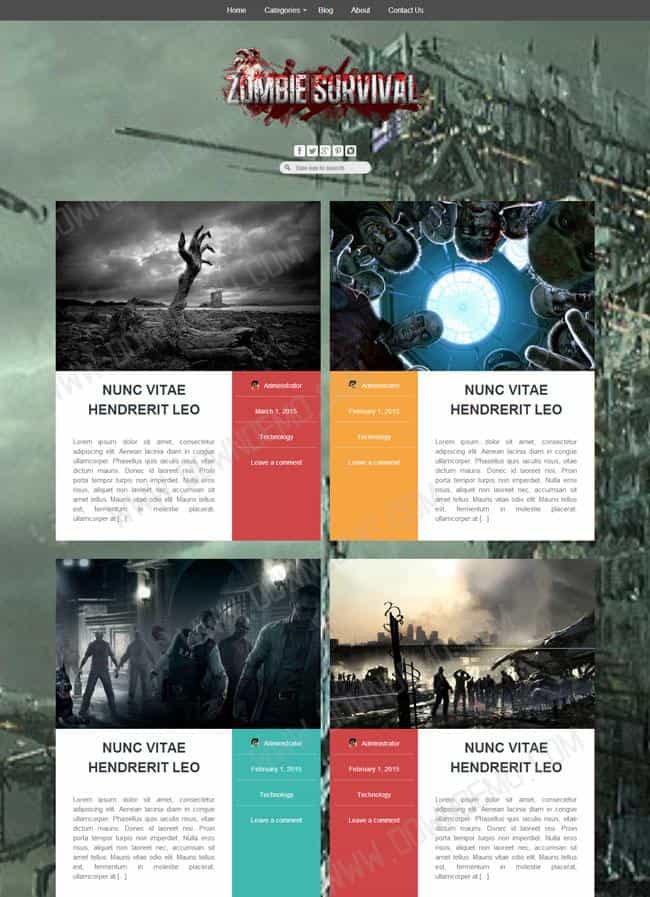 Home Categories Blog About Contact Us
ZOMBIE SURVIVAL
Type key to search
NUNC VITAE
HENDRERIT LEO
Lorem ipsum dolor sit amet, consectetur
adipiscing elit. Aenean lacinia diam in congue
ullamcorper. Phasellus quis iaculis risus, vitae
dictum mauris. Donec id laoreet nisi. Proin
porta tempor turpis non imperdiet. Nulla eros
risus, aliquet non laoreet nec, accumsan sit
amet tellus. Mauris vitae odio elit. Mauris tellus
est, fermentum in molestie placerat,
ullamcorper at [...]
Administrator
March 1, 2015
Technology
Leave a comment
Administrator
February 1, 2015
Technology
Leave a comment
NUNC VITAE
HENDRERIT LEO
Lorem ipsum dolor sit amet, consectetur
adipiscing elit. Aenean lacinia diam in congue
ullamcorper. Phasellus quis iaculis risus, vitae
dictum mauris. Donec id laoreet nisi. Proin
porta tempor turpis non imperdiet. Nulla eros
risus, aliquet non laoreet nec, accumsan sit
amet tellus. Mauris vitae odio elit. Mauris tellus
est, fermentum in molestie placerat,
ullamcorper at [...]
NUNC VITAE
HENDRERIT LEO
Lorem ipsum dolor sit amet, consectetur
adipiscing elit. Aenean lacinia diam in congue
ullamcorper. Phasellus quis iaculis risus, vitae
dictum mauris. Donec id laoreet nisi. Proin
porta tempor turpis non imperdiet. Nulla eros
risus, aliquet non laoreet nec, accumsan sit
amet tellus. Mauris vitae odio elit. Mauris tellus
est, fermentum in molestie placerat,
ullamcorper at [...]
Administrator
February 1, 2015
Technology
Leave a comment
Administrator
February 1, 2015
Technology
Leave a comment
NUNC VITAE
HENDRERIT LEO
Lorem ipsum dolor sit amet, consectetur
adipiscing elit. Aenean lacinia diam in congue
ullamcorper. Phasellus quis iaculis risus, vitae
dictum mauris. Donec id laoreet nisi. Proin
porta tempor turpis non imperdiet. Nulla eros
risus, aliquet non laoreet nec, accumsan sit
amet tellus. Mauris vitae odio elit. Mauris tellus
est, fermentum in molestie placerat,
ullamcorper at [...]
WWW.DOWNDEMO.COM